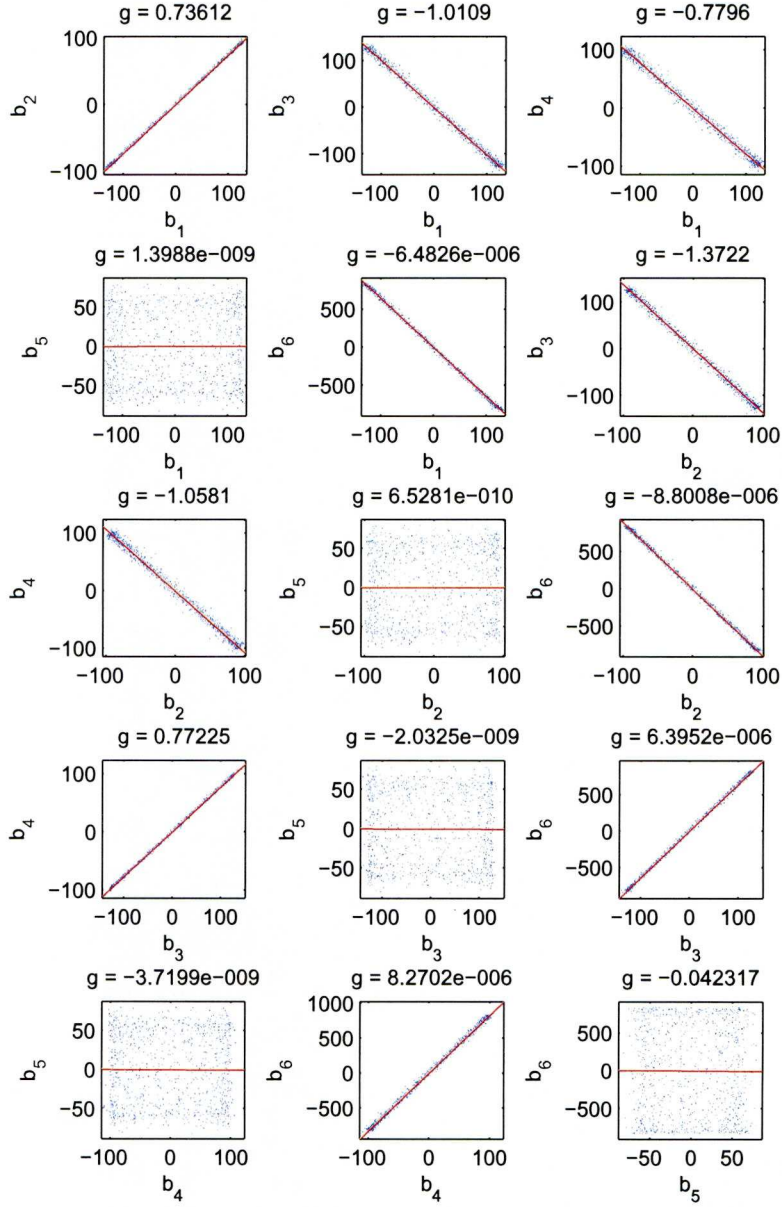 g = 0.73612
g = −1.0109
g = −0.7796
100
0
−100
b2
−100 0 100
b1
100
0
−100
b3
−100 0 100
b1
100
0
−100
b4
−100 0 100
b1
g = 1.3988e−009
g = −6.4826e−006
g = −1.3722
50
0
−50
b5
−100 0 100
b1
500
0
−500
b6
−100 0 100
b1
100
0
−100
b3
−100 0 100
b2
g = −1.0581
g = 6.5281e−010
g = −8.8008e−006
100
0
−100
b4
−100 0 100
b2
50
0
−50
b5
−100 0 100
b2
500
0
−500
b6
−100 0 100
b2
g = 0.77225
g = −2.0325e−009
g = 6.3952e−006
100
0
−100
b4
−100 0 100
b3
50
0
−50
b5
−100 0 100
b3
500
0
−500
b6
−100 0 100
b3
g = −3.7199e−009
g = 8.2702e−006
g = −0.042317
50
0
−50
b5
−100 0 100
b4
1000
500
0
−500
b6
−100 0 100
b4
500
0
−500
b6
−50 0 50
b5